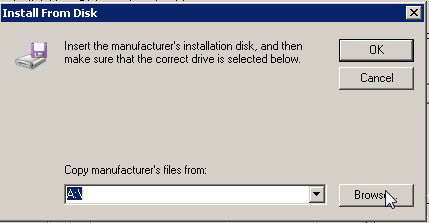 Install From Disk
Insert the manufacturer's installation disk, and then
make sure that the correct drive is selected below.
OK
Cancel
Copy manufacturer's files from:
A:\
Browse...